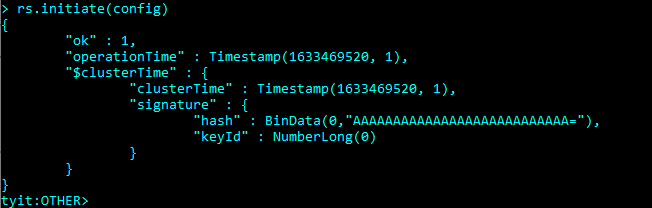 > rs.initiate(config)
{
        "ok" : 1,
        "operationTime" : Timestamp(1633469520, 1),
        "$clusterTime" : {
                "clusterTime" : Timestamp(1633469520, 1),
                "signature" : {
                        "hash" : BinData(0,"AAAAAAAAAAAAAAAAAAAAAAAAAAA="),
                        "keyId" : NumberLong(0)
                }
        }
}
tyit:OTHER>